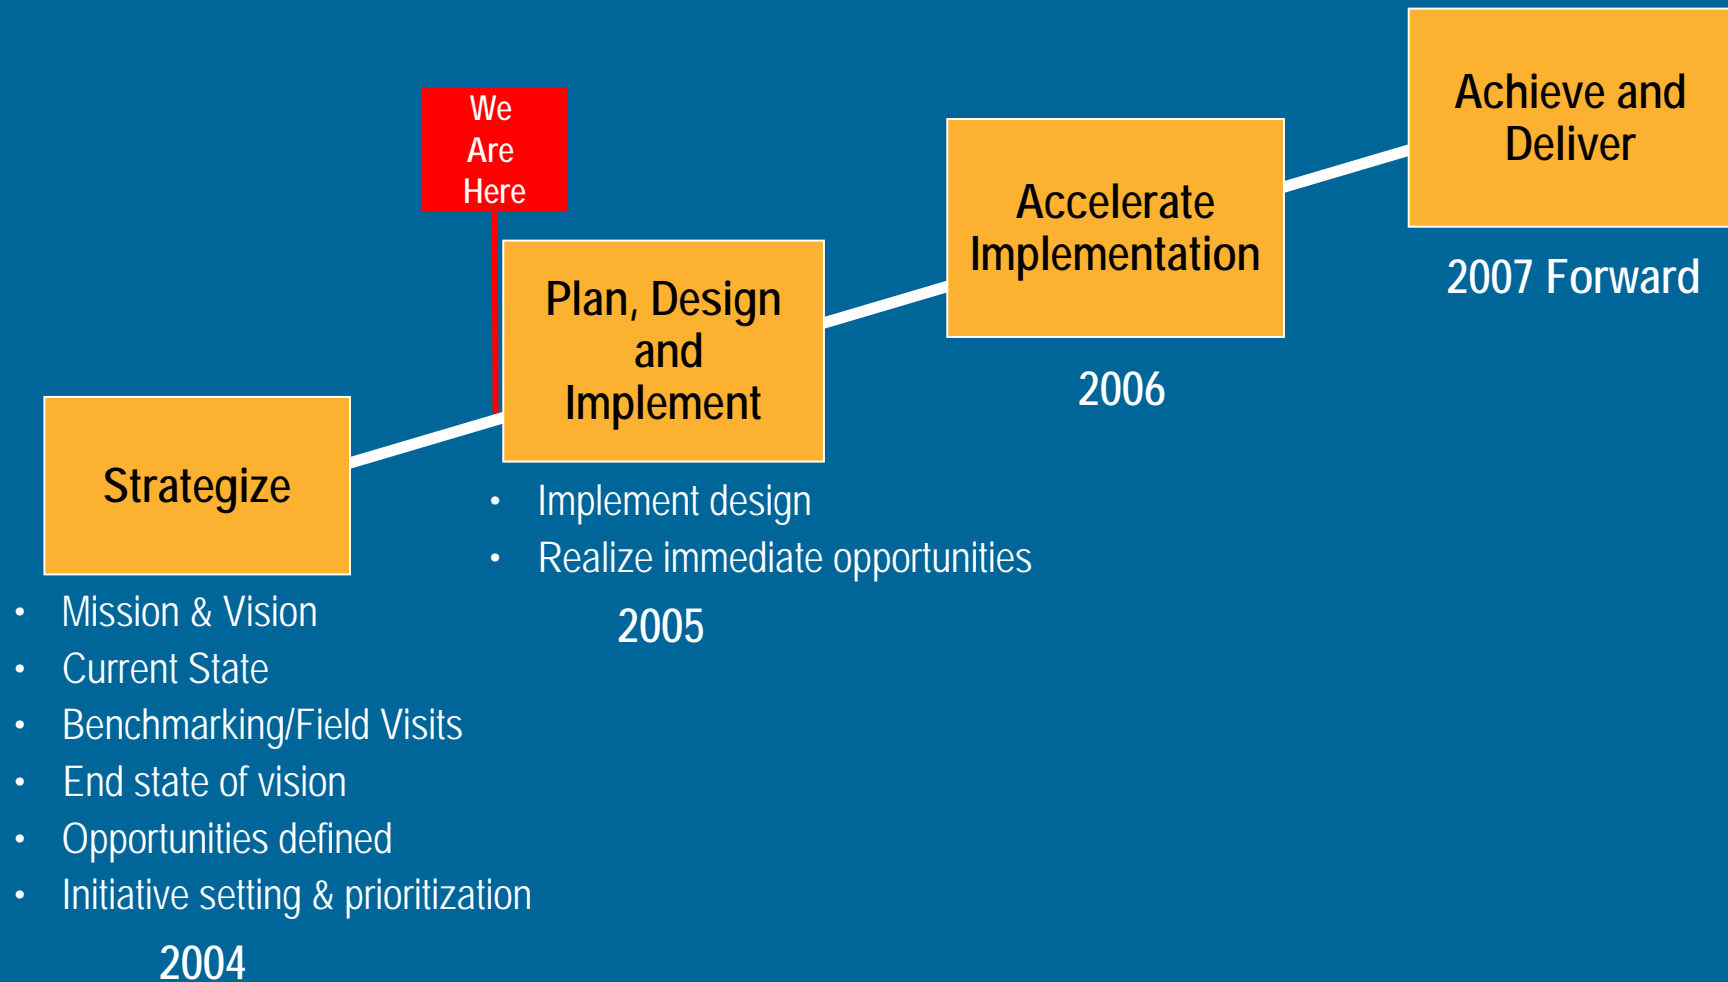 We
Are
Here
Strategize
• Mission & Vision
• Current State
• Benchmarking/Field Visits
• End state of vision
• Opportunities defined
• Initiative setting & prioritization
2004
Plan, Design
and
Implement
• Implement design
• Realize immediate opportunities
2005
Accelerate
Implementation
2006
Achieve and
Deliver
2007 Forward